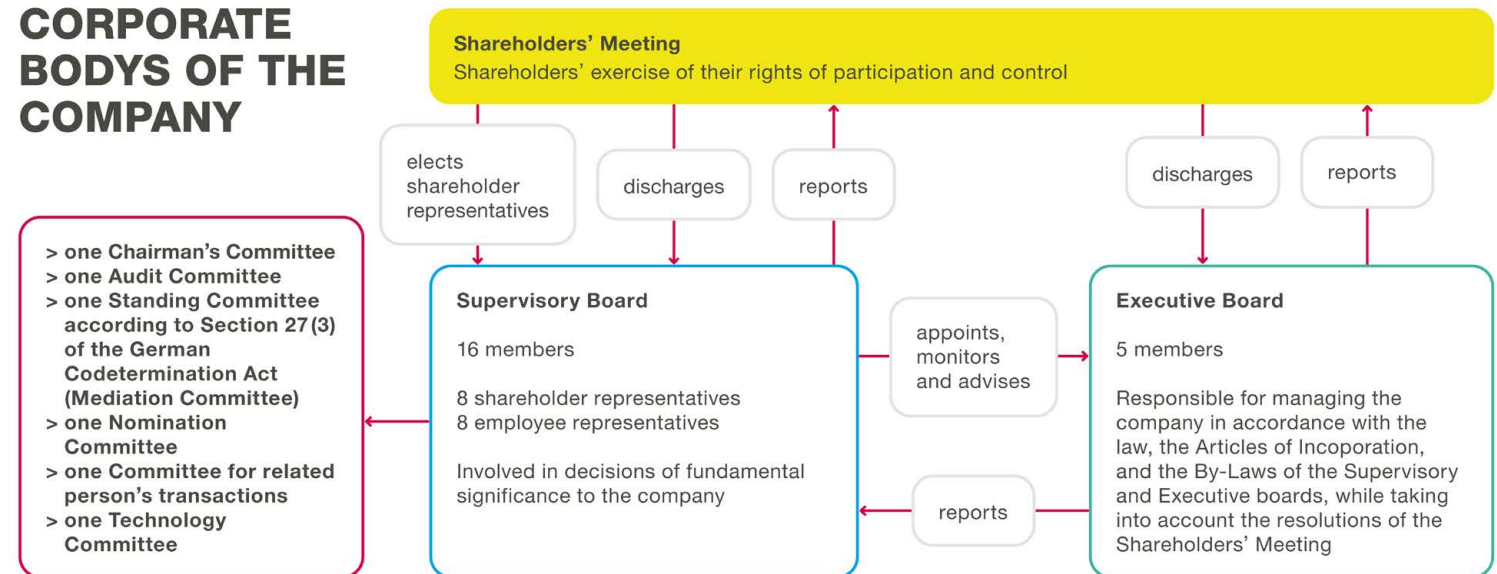 CORPORATE
BODYS OF THE
COMPANY
Shareholders’ Meeting
Shareholders’ exercise of their rights of participation and control
elects
shareholder
representatives
discharges
reports
discharges
reports
> one Chairman’s Committee
> one Audit Committee
> one Standing Committee
according to Section 27(3)
of the German
Codetermination Act
(Mediation Committee)
> one Nomination
Committee
> one Committee for related
person’s transactions
> one Technology
Committee
Supervisory Board
16 members
8 shareholder representatives
8 employee representatives
Involved in decisions of fundamental
significance to the company
appoints,
monitors
and advises
reports
Executive Board
5 members
Responsible for managing the
company in accordance with the
law, the Articles of Incoporation,
and the By-Laws of the Supervisory
and Executive boards, while taking
into account the resolutions of the
Shareholders’ Meeting